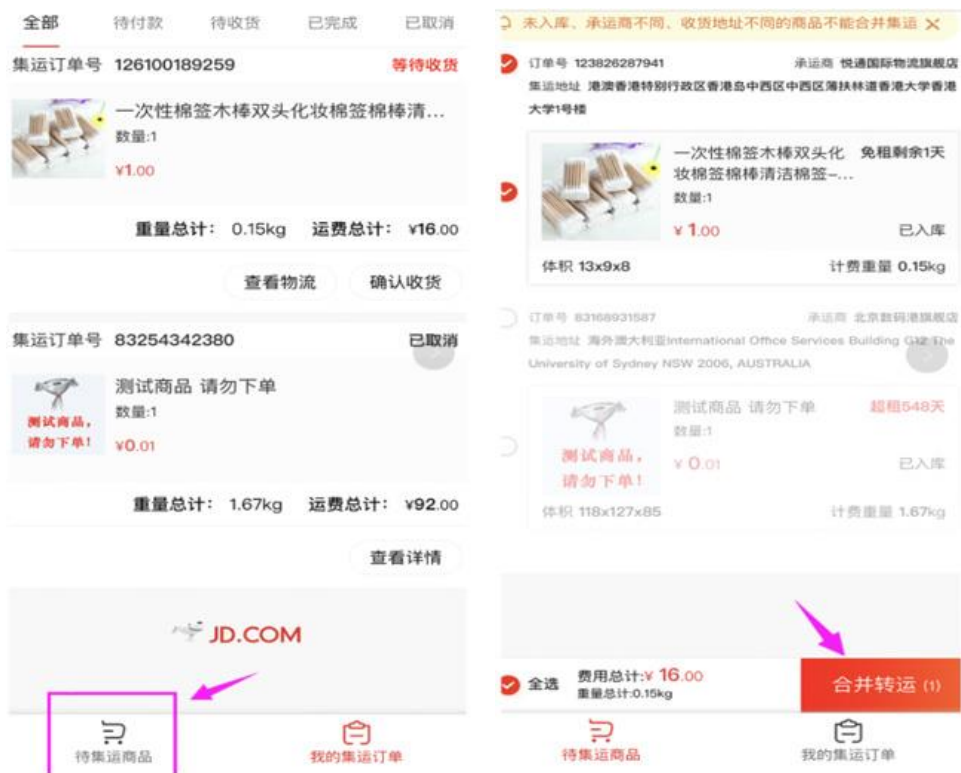 全部 待付款 待收货 已完成 已取消
集运订单号 126100189259 等待收货
一次性棉签木棒双头化妆棉签棉棒清...
数量:1
¥1.00
重量总计： 0.15kg 运费总计： ¥16.00
查看物流 确认收货
集运订单号 83254342380 已取消
测试商品 请勿下单
数量:1
测试商品，
请勿下单！
¥0.01
重量总计： 1.67kg 运费总计： ¥92.00
查看详情
JD.COM
待集运商品 我的集运订单
未入库、承运商不同、收货地址不同的商品不能合并集运
订单号 123826287941 承运商 悦通国际物流旗舰店
集运地址 港澳香港特别行政区香港岛中西区中西区薄扶林道香港大学香港
大学1号楼
一次性棉签木棒双头化 免租剩余1天
妆棉签棉棒清洁棉签-...
数量:1
¥ 1.00 已入库
体积 13x9x8 计费重量 0.15kg
订单号 83168931587 承运商 北京数码港旗舰店
集运地址 海外澳大利亚International Office Services Building G12 The
University of Sydney NSW 2006, AUSTRALIA
测试商品 请勿下单 超租548天
数量:1
测试商品，
请勿下单！
¥ 0.01 已入库
体积 118x127x85 计费重量 1.67kg
全选 费用总计:¥ 16.00
重量总计:0.15kg
合并转运 (1)
待集运商品 我的集运订单